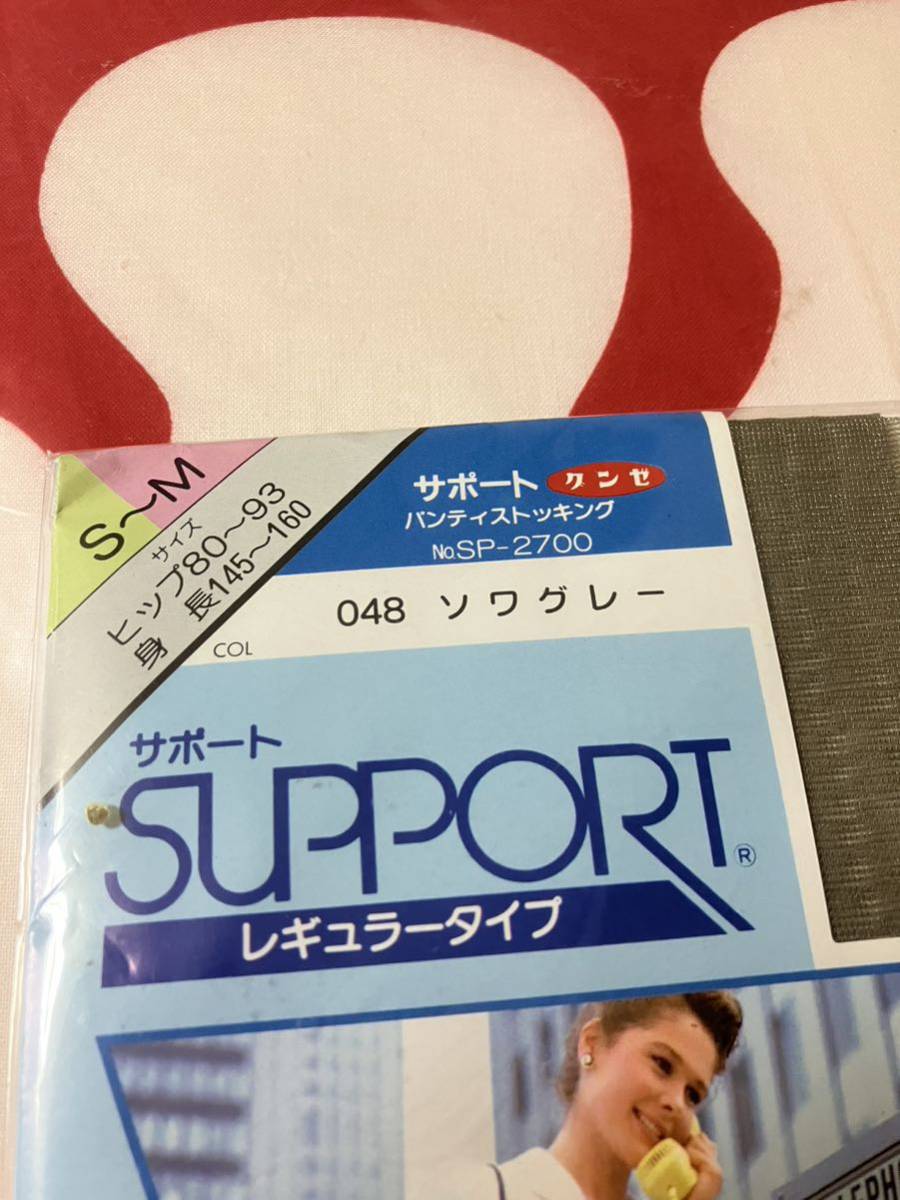 S〜M
サイズ
ヒップ80〜93
身 長145〜160
サポート グンゼ
パンティストッキング
No.SP-2700
048 ソワグレー
COL
サポート
SUPPORT®
レギュラータイプ